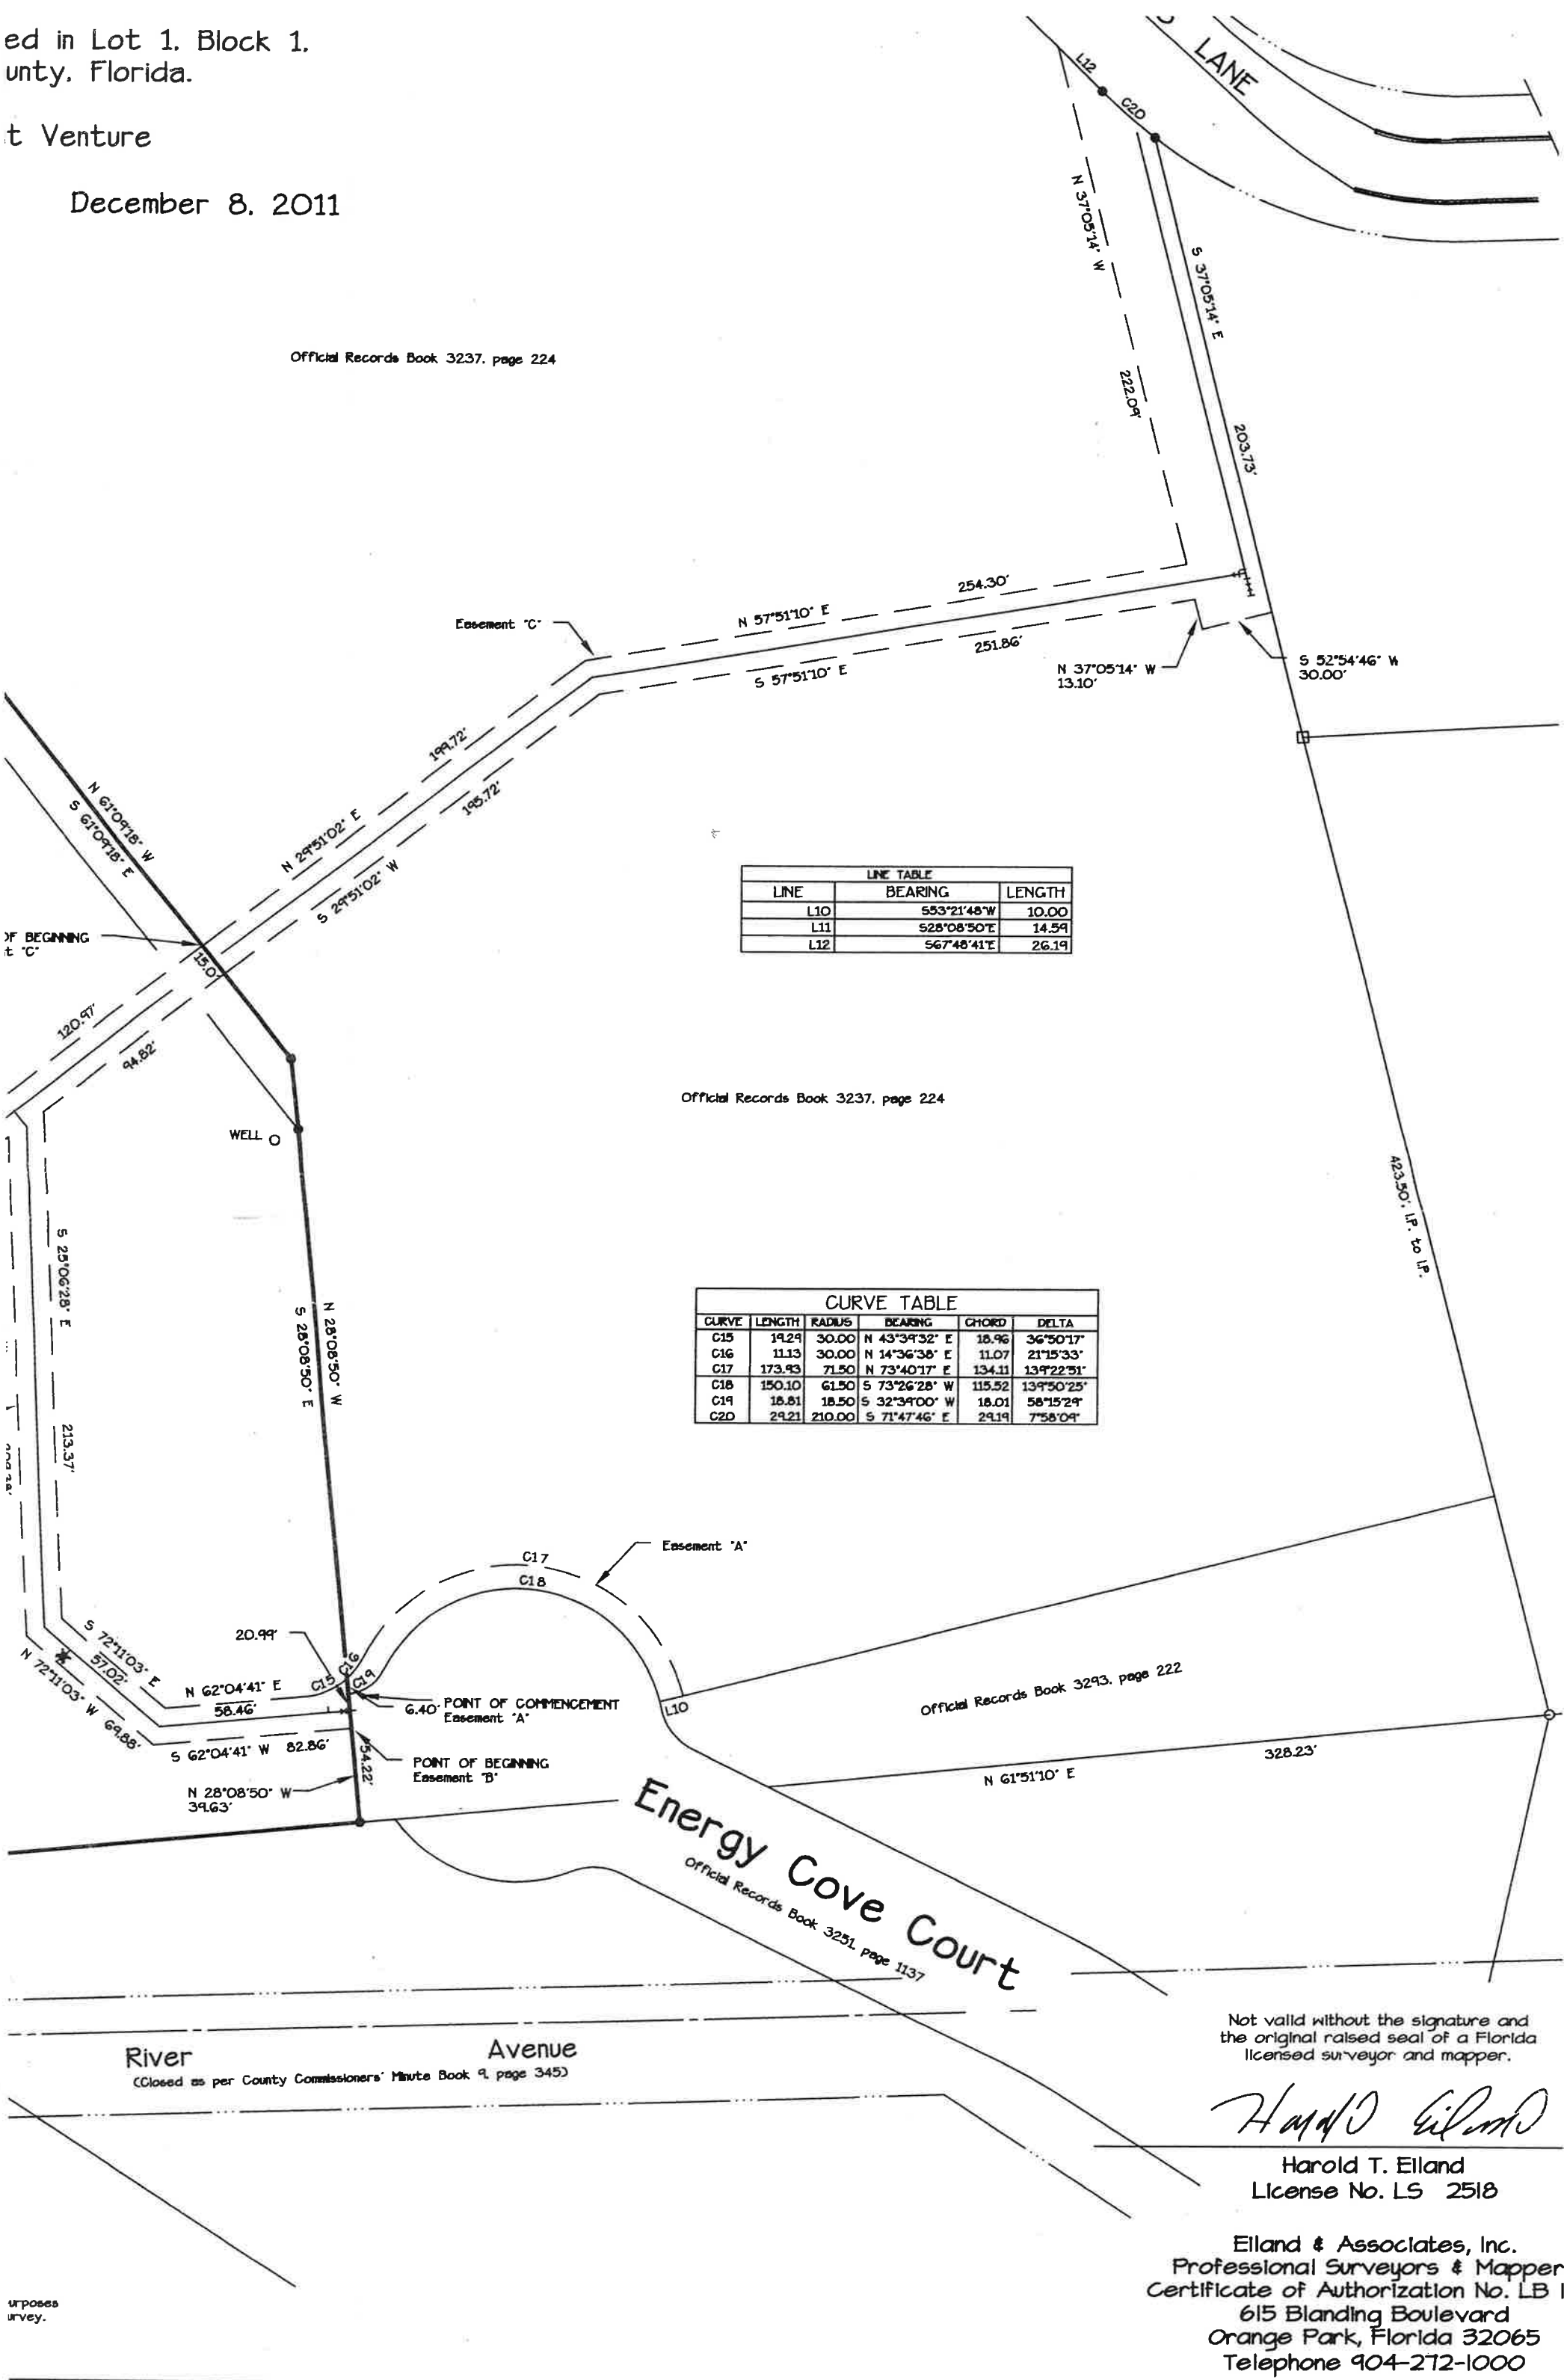 ed in Lot 1, Block 1,
unty, Florida.
t Venture
December 8, 2011
LANE
L12
C20
N 37°05'14" W
222.09'
S 37°05'14" E
203.73'
Official Records Book 3237, page 224
Easement "C"
N 57°51'10" E
254.30'
S 57°51'10" E
251.86'
N 37°05'14" W
13.10'
S 52°54'46" W
30.00'
199.72'
195.72'
N 29°51'02" E
S 29°51'02" W
N 61°09'18" W
S 61°09'18" E
OF BEGINNING
t "C"
15.0'
120.97'
94.82'
LINE TABLE
LINE BEARING LENGTH
L10 S53°21'48"W 10.00
L11 S28°08'50"E 14.59
L12 S67°48'41"E 26.19
Official Records Book 3237, page 224
WELL
423.50', I.P. to I.P.
S 25°06'28" E
213.37'
N 28°08'50" W
S 28°08'50" E
CURVE TABLE
CURVE LENGTH RADIUS BEARING CHORD DELTA
C15 19.29 30.00 N 43°39'32" E 18.96 36°50'17"
C16 11.13 30.00 N 14°36'38" E 11.07 21°15'33"
C17 173.93 71.50 N 73°40'17" E 134.11 139°22'51"
C18 150.10 61.50 S 73°26'28" W 115.52 139°50'25"
C19 18.81 18.50 S 32°39'00" W 18.01 58°15'29"
C20 29.21 210.00 S 71°47'46" E 29.19 7°58'09"
Easement "A"
C17
C18
20.99'
C16
C15
C19
S 72°11'03" E
57.02'
N 72°11'03" W
69.88'
N 62°04'41" E
58.46'
S 62°04'41" W 82.86'
6.40'
POINT OF COMMENCEMENT
Easement "A"
POINT OF BEGINNING
Easement "B"
54.22'
N 28°08'50" W
39.63'
L10
Official Records Book 3293, page 222
328.23'
N 61°51'10" E
Energy Cove Court
Official Records Book 3251, page 1137
River Avenue
(Closed as per County Commissioners' Minute Book 9, page 345)
Not valid without the signature and
the original raised seal of a Florida
licensed surveyor and mapper.
Harold Eiland
Harold T. Eiland
License No. LS 2518
Eiland & Associates, Inc.
Professional Surveyors & Mapper
Certificate of Authorization No. LB 1
615 Blanding Boulevard
Orange Park, Florida 32065
Telephone 904-272-1000
urposes
urvey.